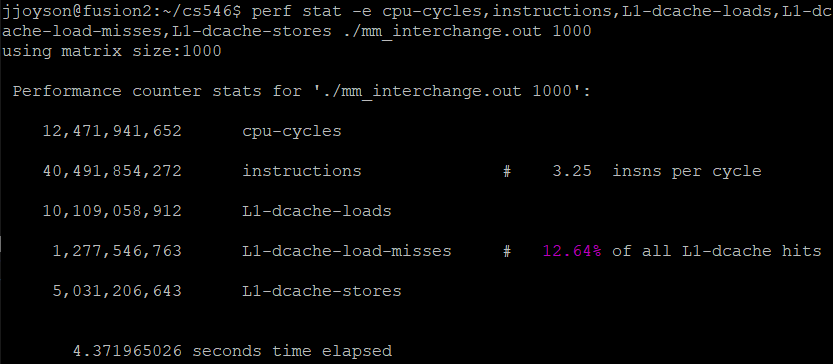 jjoyson@fusion2:~/cs546$ perf stat -e cpu-cycles,instructions,L1-dcache-loads,L1-dc
ache-load-misses,L1-dcache-stores ./mm_interchange.out 1000
using matrix size:1000
Performance counter stats for './mm_interchange.out 1000':
12,471,941,652 cpu-cycles
40,491,854,272 instructions # 3.25 insns per cycle
10,109,058,912 L1-dcache-loads
1,277,546,763 L1-dcache-load-misses # 12.64% of all L1-dcache hits
5,031,206,643 L1-dcache-stores
4.371965026 seconds time elapsed